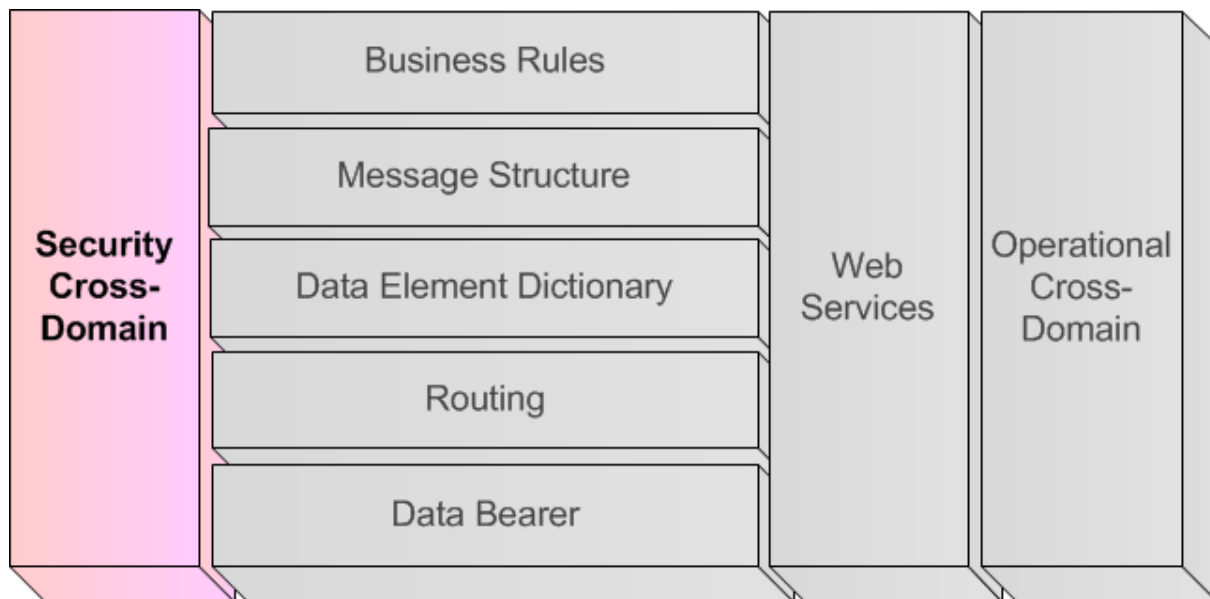 Security
Cross-
Domain
Business Rules
Message Structure
Data Element Dictionary
Routing
Data Bearer
Web
Services
Operational
Cross-
Domain